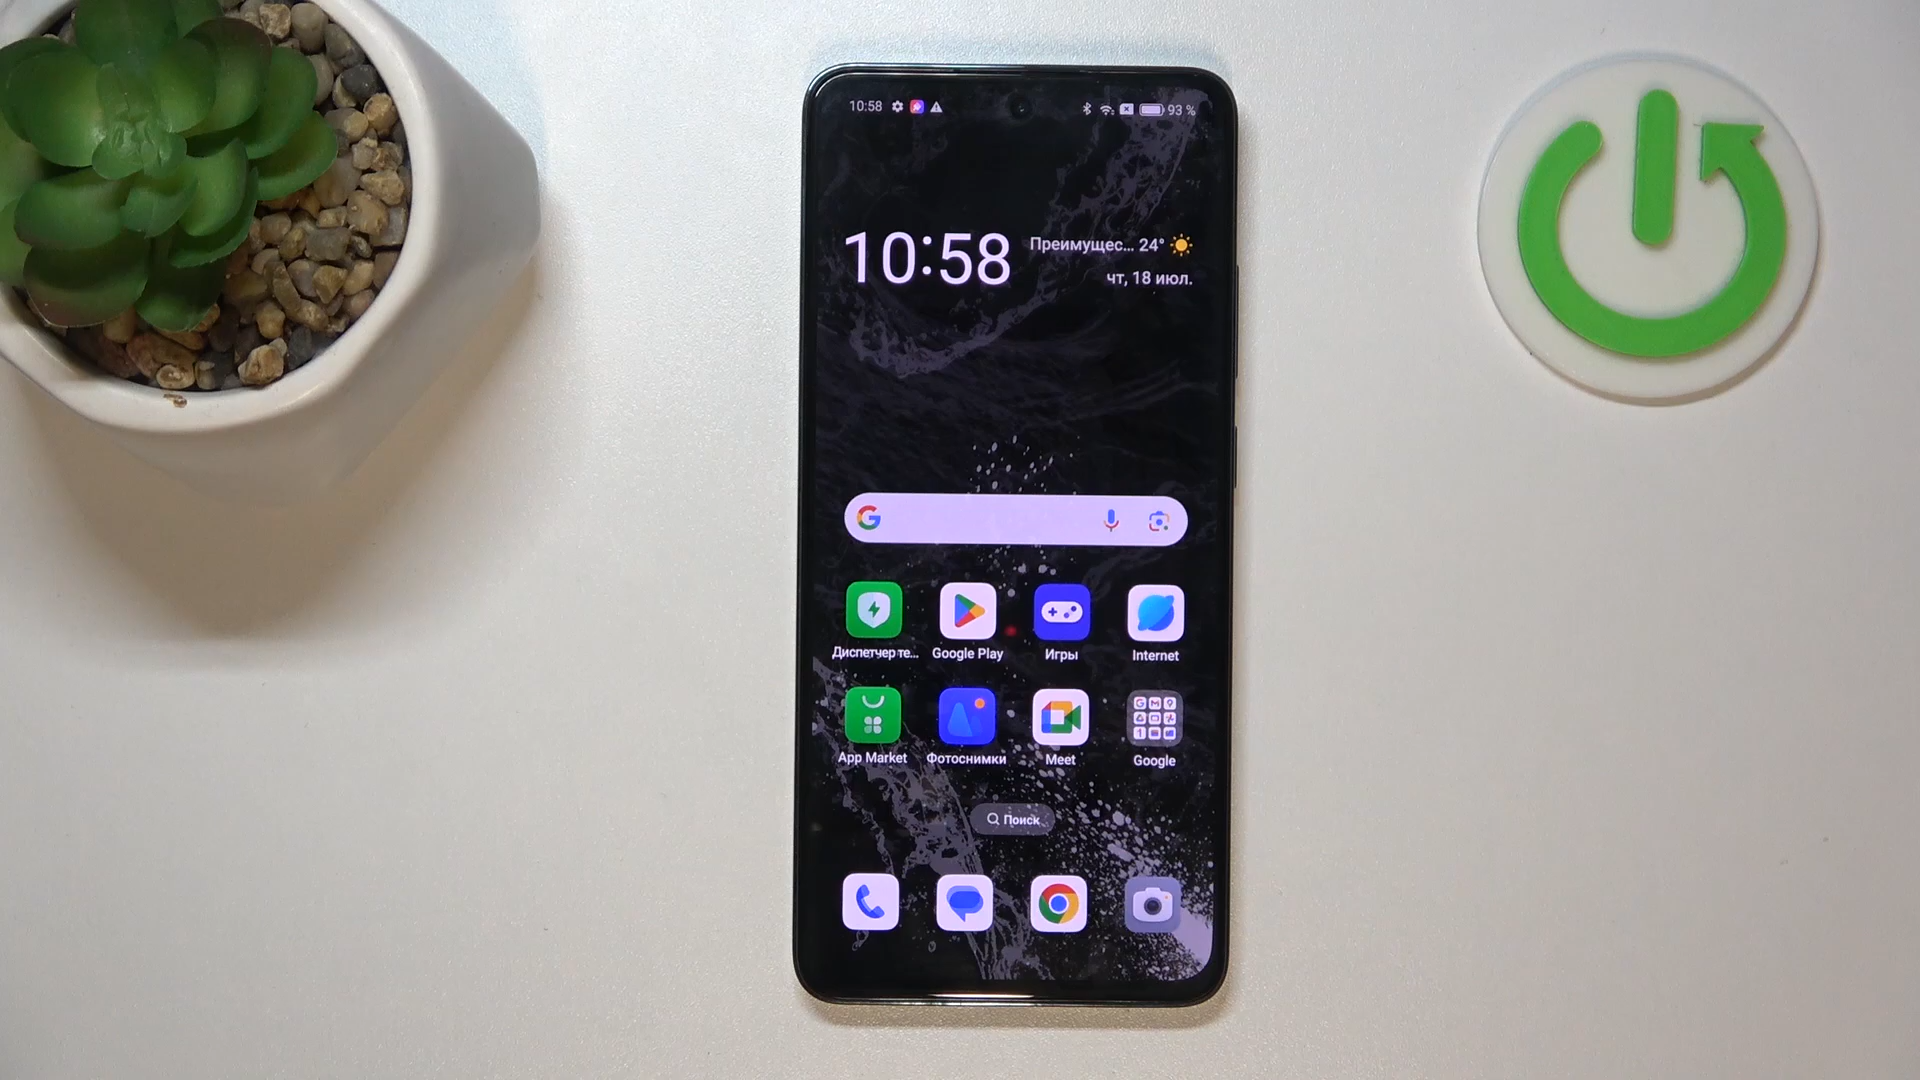 10:58
93 %
10:58
Преимущес... 24°
чт, 18 июл.
Диспетчер те...
Google Play
Игры
Internet
App Market
Фотоснимки
Meet
Google
Поиск